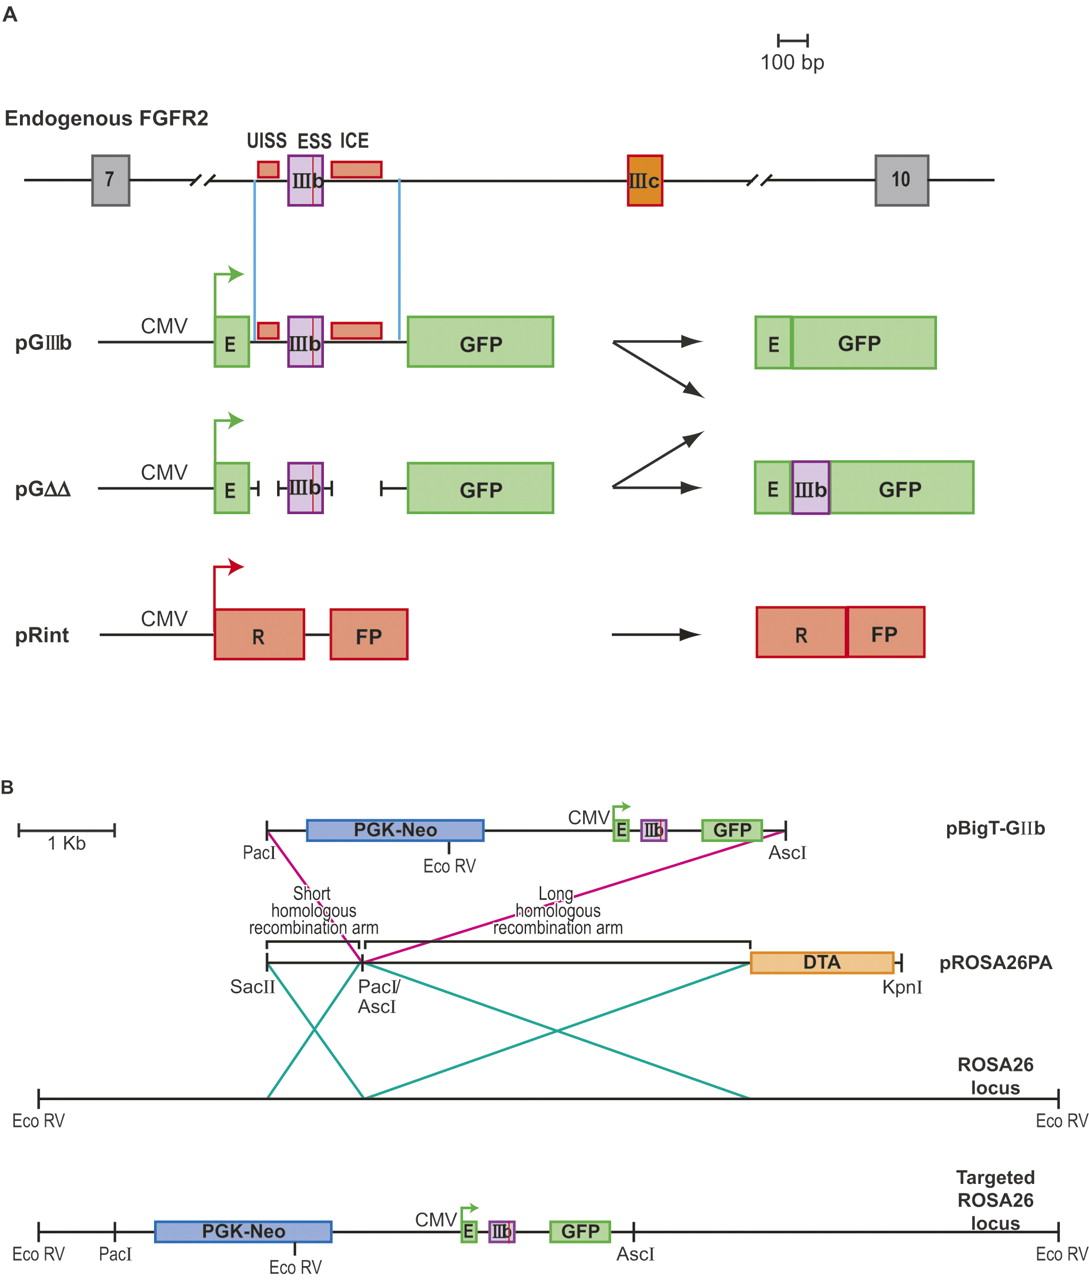 A
100 bp
Endogenous FGFR2
UISS ESS ICE
7 IIIb IIIc 10
CMV
pGIIIb E IIIb GFP E GFP
CMV
pGΔΔ E IIIb GFP E IIIb GFP
CMV
pRint R FP R FP
B
1 Kb
PGK-Neo CMV E IIb GFP pBigT-GIIb
PacI Eco RV AscI
Short
homologous
recombination arm
Long
homologous
recombination arm
DTA pROSA26PA
SacII PacI/
AscI
KpnI
ROSA26
locus
Eco RV Eco RV
Targeted
ROSA26
locus
PGK-Neo CMV E IIb GFP
Eco RV PacI Eco RV AscI Eco RV